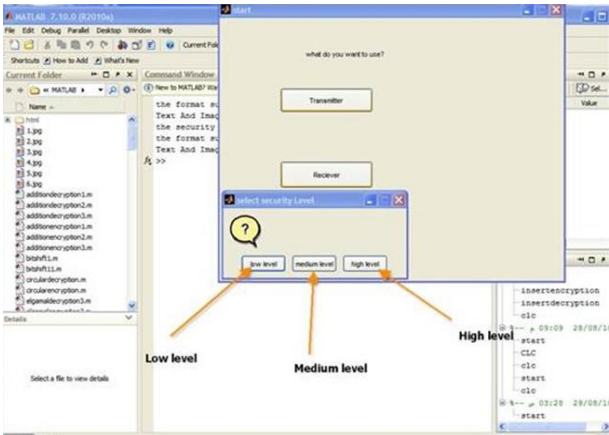 MATLAB 7.10.0 (R2010a)
File Edit Debug Parallel Desktop Window Help
Current Fol
Shortcuts How to Add What's New
Current Folder
« MATLAB
Name
html
1.jpg
2.jpg
3.jpg
4.jpg
5.jpg
6.jpg
additiondecryption1.m
additiondecryption2.m
additiondecryption3.m
additionencryption1.m
additionencryption2.m
additionencryption3.m
bitshift1.m
bitshift11.m
circulardecryption.m
circularencryption.m
elgamaldecryption3.m
Details
Select a file to view details
Command Window
New to MATLAB? Wa
the format su
Text And Imag
the security
the format su
Text And Imag
fx >>
start
what do you want to use?
Transmitter
Reciever
select security Level
?
low level medium level high level
Low level
Medium level
High level
Sel...
Value
insertencryption
insertdecryption
clc
%-- 09:09 28/08/1
start
CLC
clc
start
clc
%-- 03:28 29/08/1
start